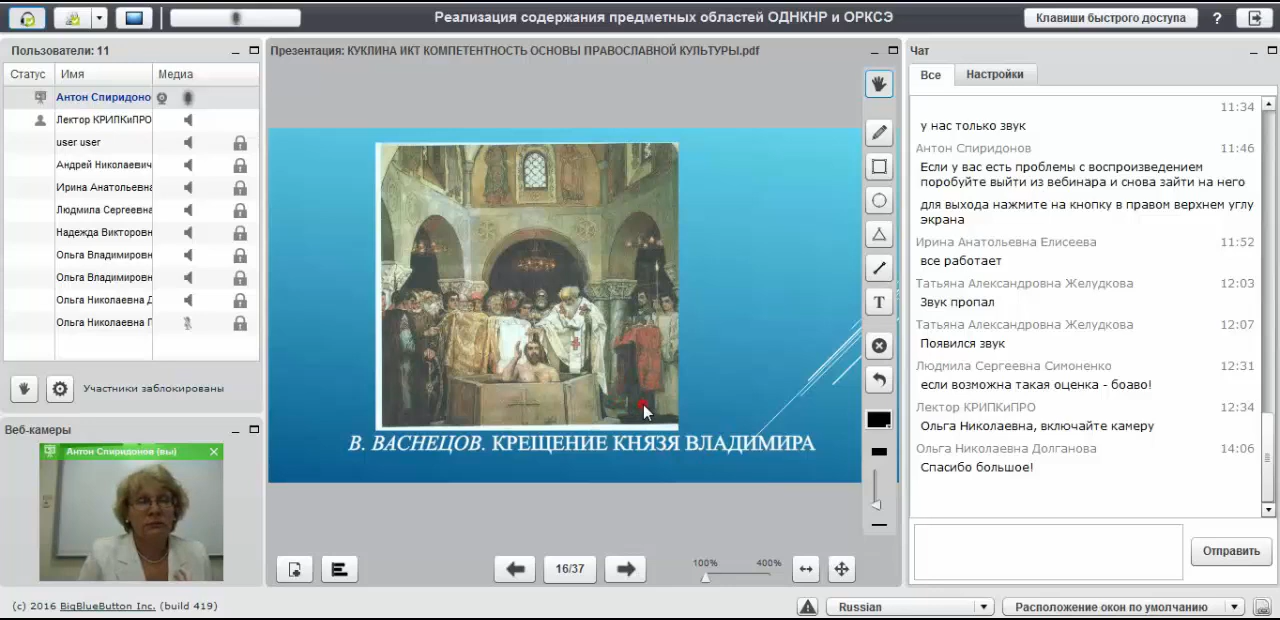 Реализация содержания предметных областей ОДНКНР и ОРКСЭ
Клавиши быстрого доступа
?
Пользователи: 11
Статус Имя Медиа
Антон Спиридоно
Лектор КРИПКиПРО
user user
Андрей Николаевич
Ирина Анатольевна
Людмила Сергеевна
Надежда Викторовн
Ольга Владимировн
Ольга Владимировн
Ольга Николаевна Д
Ольга Николаевна Г
Участники заблокированы
Веб-камеры
Антон Спиридонов (вы)
Презентация: КУКЛИНА ИКТ КОМПЕТЕНТНОСТЬ ОСНОВЫ ПРАВОСЛАВНОЙ КУЛЬТУРЫ.pdf
В. ВАСНЕЦОВ. КРЕЩЕНИЕ КНЯЗЯ ВЛАДИМИРА
T
16/37
100% 400%
Чат
Все Настройки
11:34
у нас только звук
Антон Спиридонов 11:46
Если у вас есть проблемы с воспроизведением
поробуйте выйти из вебинара и снова зайти на него
для выхода нажмите на кнопку в правом верхнем углу
экрана
Ирина Анатольевна Елисеева 11:52
все работает
Татьяна Александровна Желудкова 12:03
Звук пропал
Татьяна Александровна Желудкова 12:07
Появился звук
Людмила Сергеевна Симоненко 12:31
если возможна такая оценка - боаво!
Лектор КРИПКиПРО 12:34
Ольга Николаевна, включайте камеру
Ольга Николаевна Долганова 14:06
Спасибо большое!
Отправить
(c) 2016 BigBlueButton Inc. (build 419)
Russian
Расположение окон по умолчанию